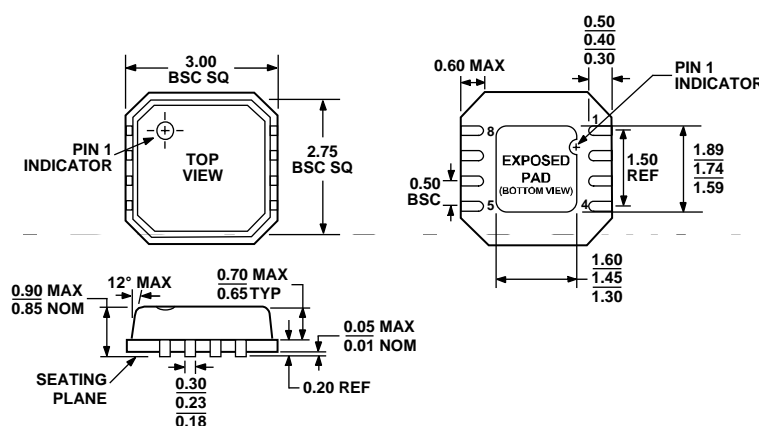 3.00
BSC SQ
PIN 1
INDICATOR
TOP
VIEW
2.75
BSC SQ
0.60 MAX
0.50
0.40
0.30
PIN 1
INDICATOR
8
1
EXPOSED
PAD
(BOTTOM VIEW)
5
4
0.50
BSC
1.50
REF
1.89
1.74
1.59
1.60
1.45
1.30
0.90 MAX
0.85 NOM
12° MAX
0.70 MAX
0.65 TYP
0.05 MAX
0.01 NOM
SEATING
PLANE
0.30
0.23
0.18
0.20 REF